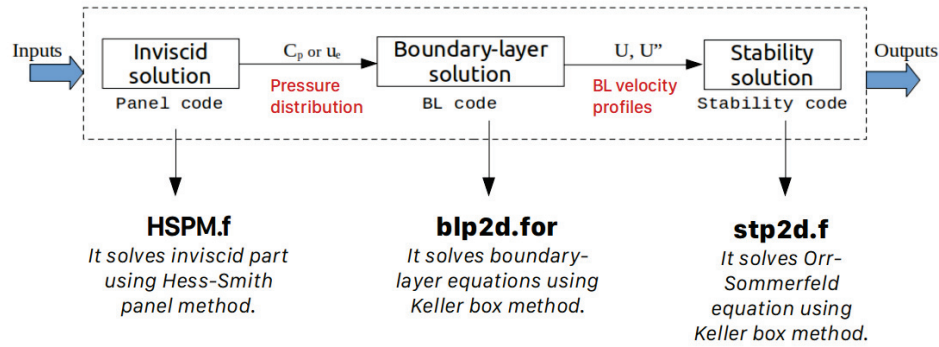 Inputs
Inviscid
solution
Panel code
Cp or ue
Pressure
distribution
Boundary-layer
solution
BL code
U, U”
BL velocity
profiles
Stability
solution
Stability code
Outputs
HSPM.f
It solves inviscid part
using Hess-Smith
panel method.
blp2d.for
It solves boundary-
layer equations using
Keller box method.
stp2d.f
It solves Orr-
Sommerfeld
equation using
Keller box method.